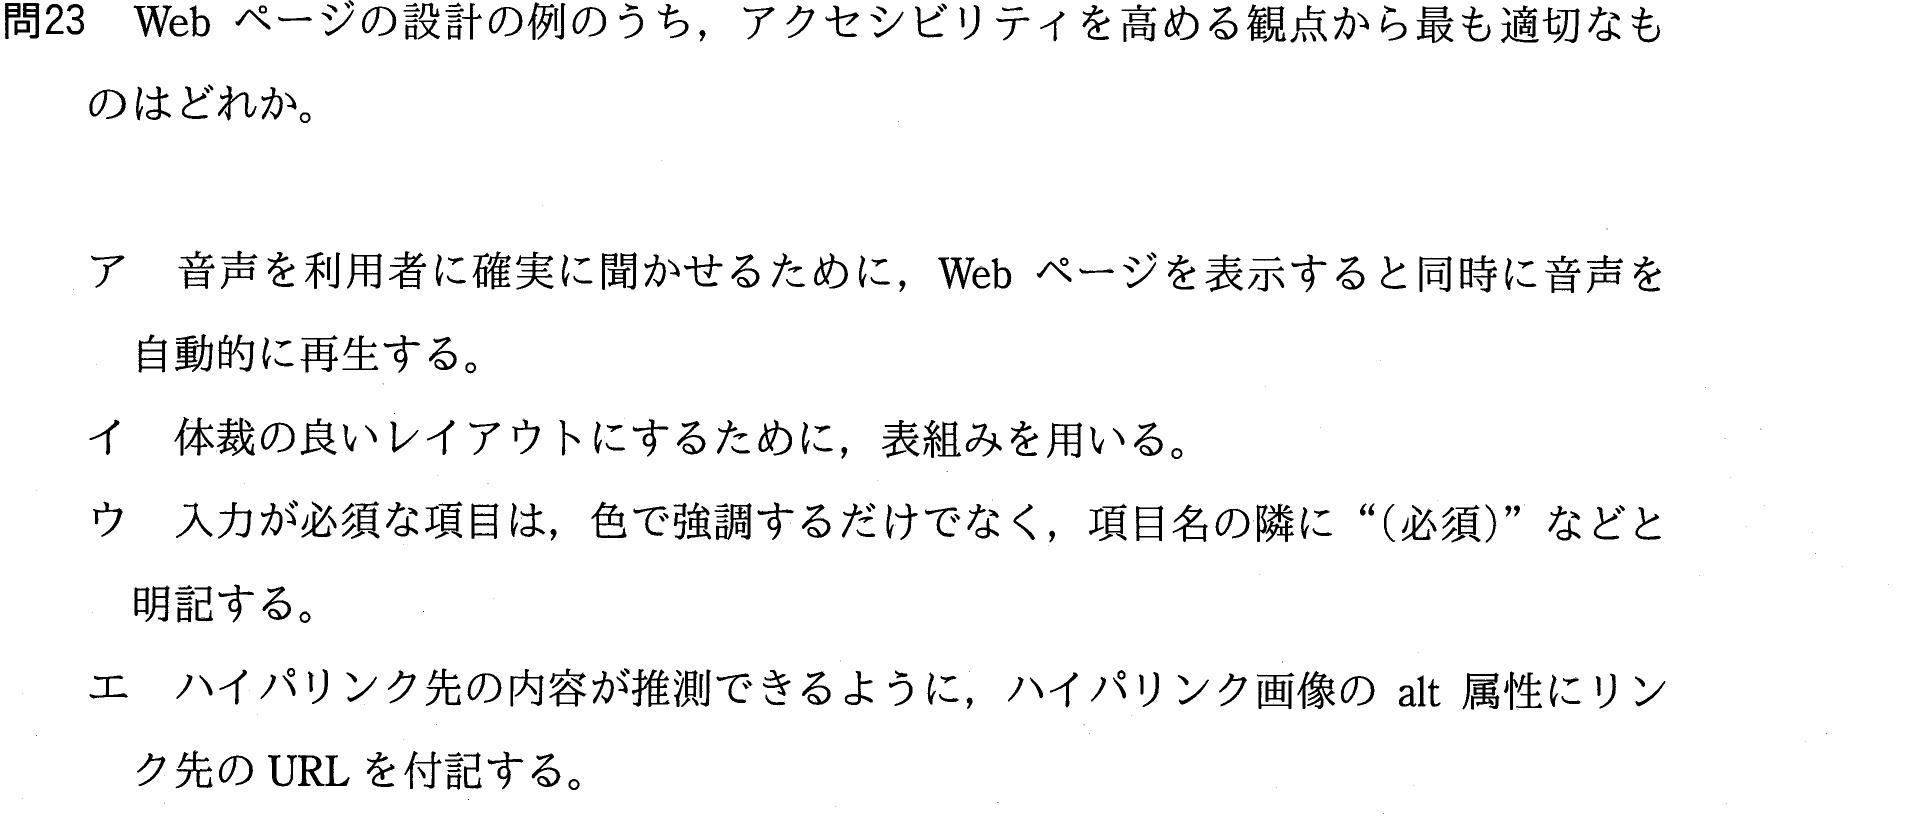 問23 Web ページの設計の例のうち，アクセシビリティを高める観点から最も適切なも
のはどれか。
ア 音声を利用者に確実に聞かせるために，Web ページを表示すると同時に音声を
自動的に再生する。
イ 体裁の良いレイアウトにするために，表組みを用いる。
ウ 入力が必須な項目は，色で強調するだけでなく，項目名の隣に“(必須)”などと
明記する。
エ ハイパリンク先の内容が推測できるように，ハイパリンク画像の alt 属性にリン
ク先の URL を付記する。